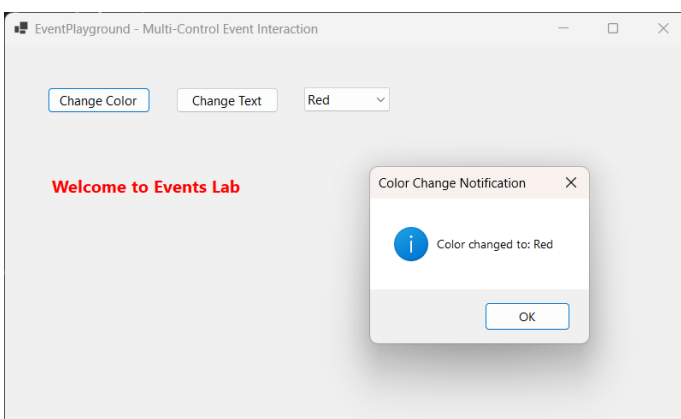 EventPlayground - Multi-Control Event Interaction
Change Color
Change Text
Red
Welcome to Events Lab
Color Change Notification
Color changed to: Red
OK